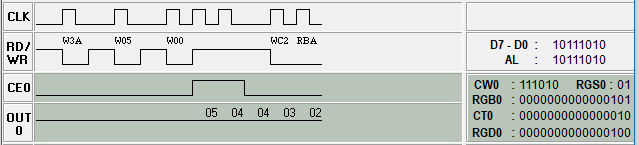 CLK
RD/ W3A W05 W00 WC2 RBA
WR
CE0
OUT 05 04 04 03 02
0
D7 - D0 : 10111010
AL : 10111010
CW0 : 111010 RGS0 : 01
RGB0 : 0000000000000101
CT0 : 0000000000000010
RGD0 : 0000000000000100